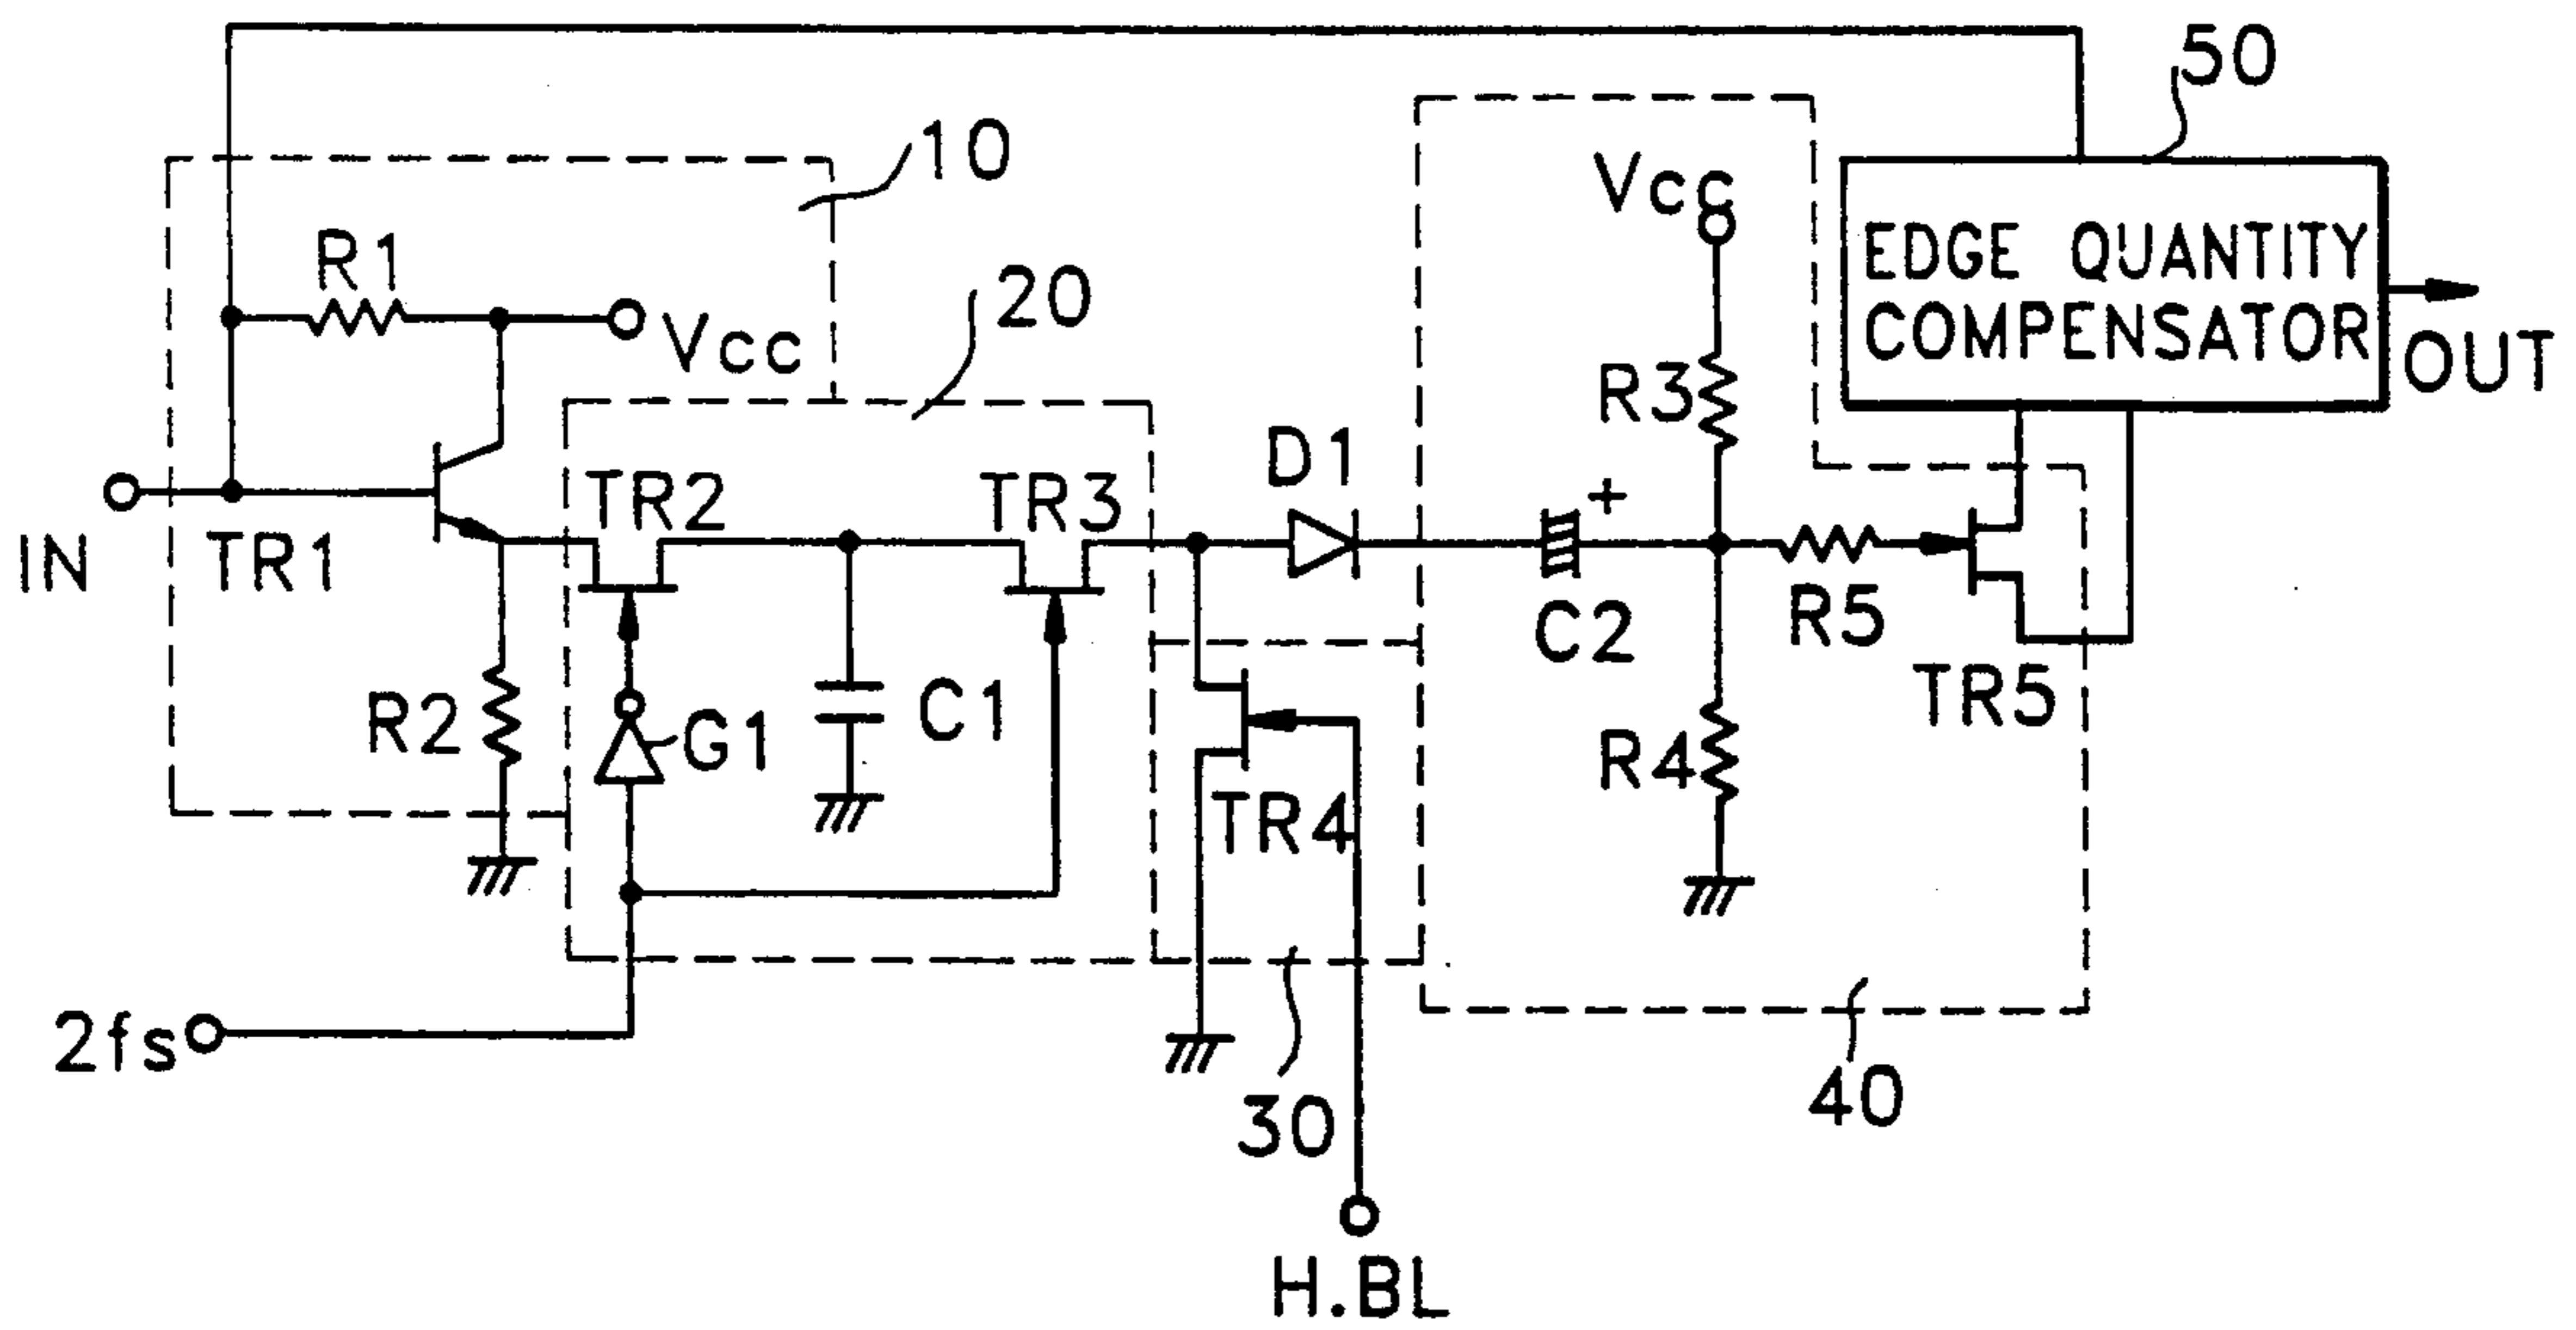 50
10
Vcc
R1
EDGE QUANTITY
COMPENSATOR
20
Vcc
OUT
R3
D1
TR2
TR3
+
IN
TR1
C2
R5
TR5
R2
G1
C1
R4
TR4
2fs
30
40
H.BL